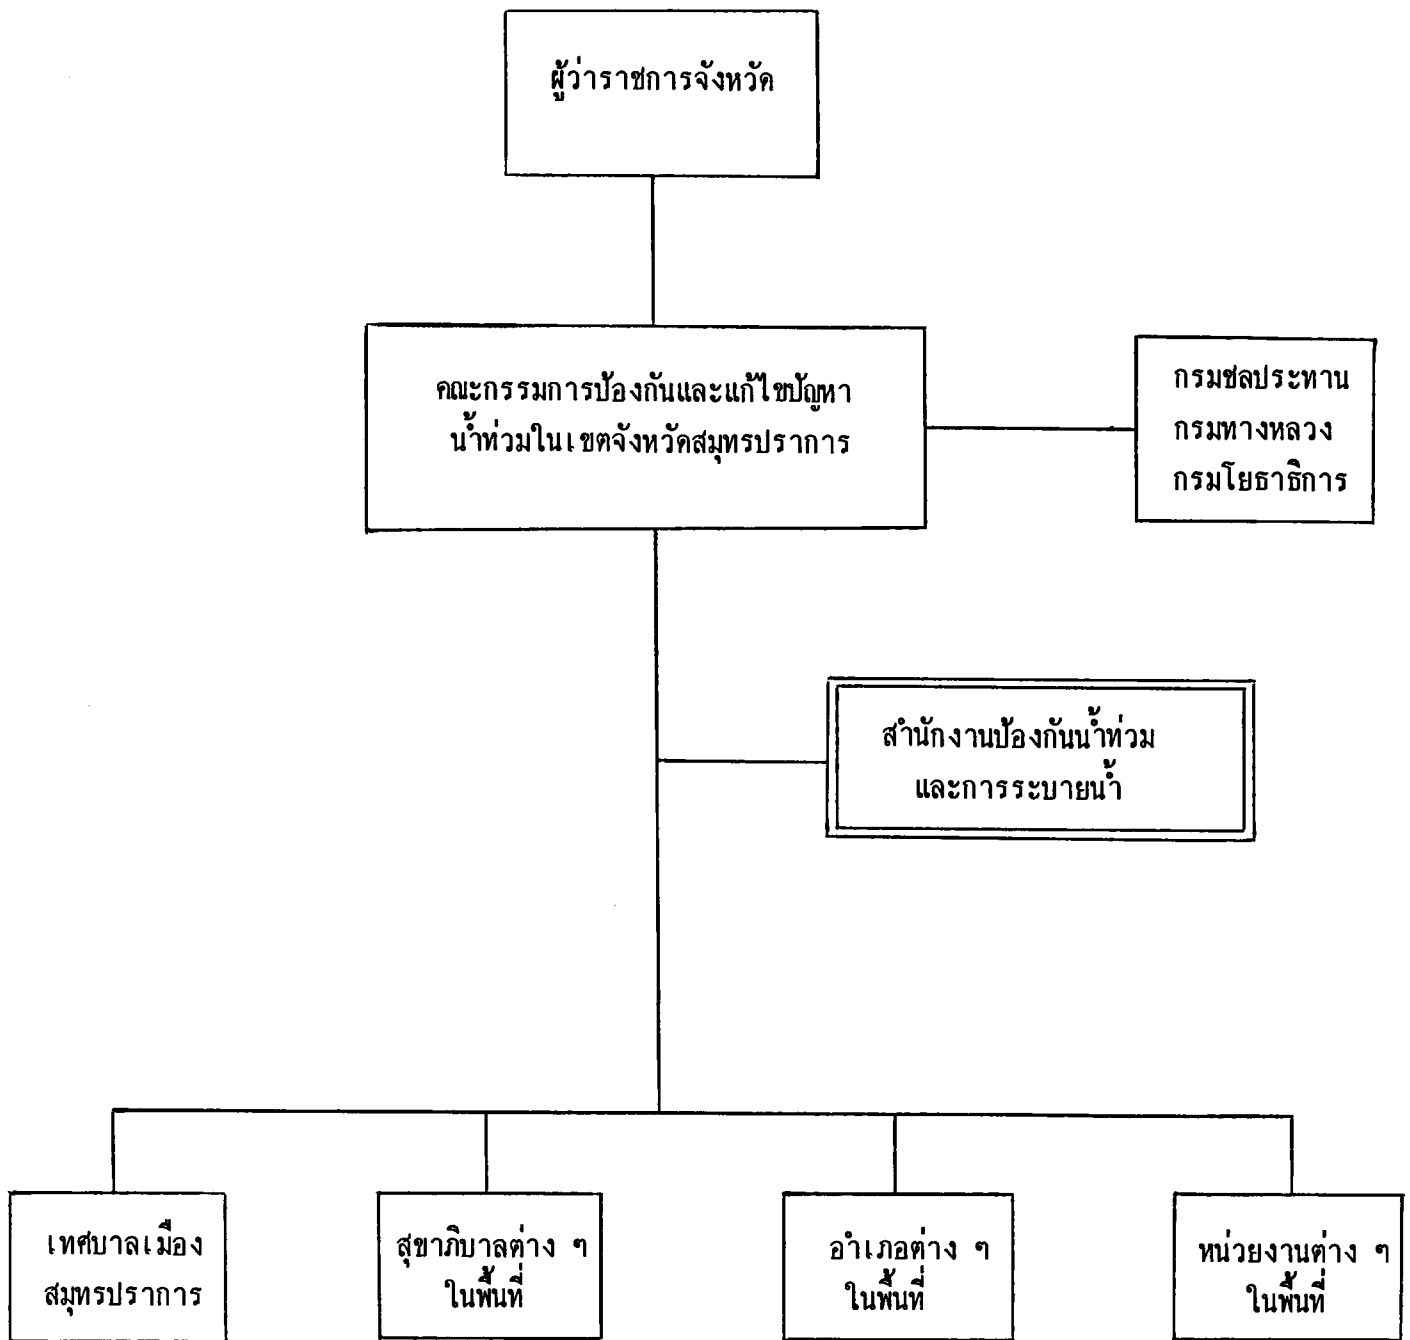 ผู้ว่าราชการจังหวัด
คณะกรรมการป้องกันและแก้ไขปัญหา
น้ำท่วมในเขตจังหวัดสมุทรปราการ
กรมชลประทาน
กรมทางหลวง
กรมโยธาธิการ
สำนักงานป้องกันน้ำท่วม
และการระบายน้ำ
เทศบาลเมือง
สมุทรปราการ
สุขาภิบาลต่าง ๆ
ในพื้นที่
อำเภอต่าง ๆ
ในพื้นที่
หน่วยงานต่าง ๆ
ในพื้นที่